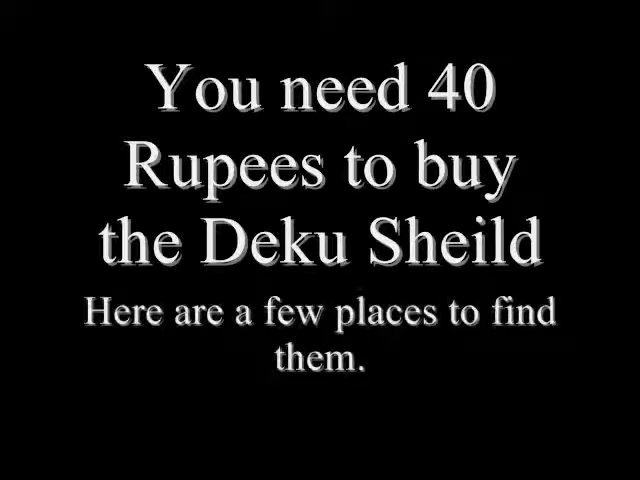 You need 40
Rupees to buy
the Deku Sheild
Here are a few places to find
them.